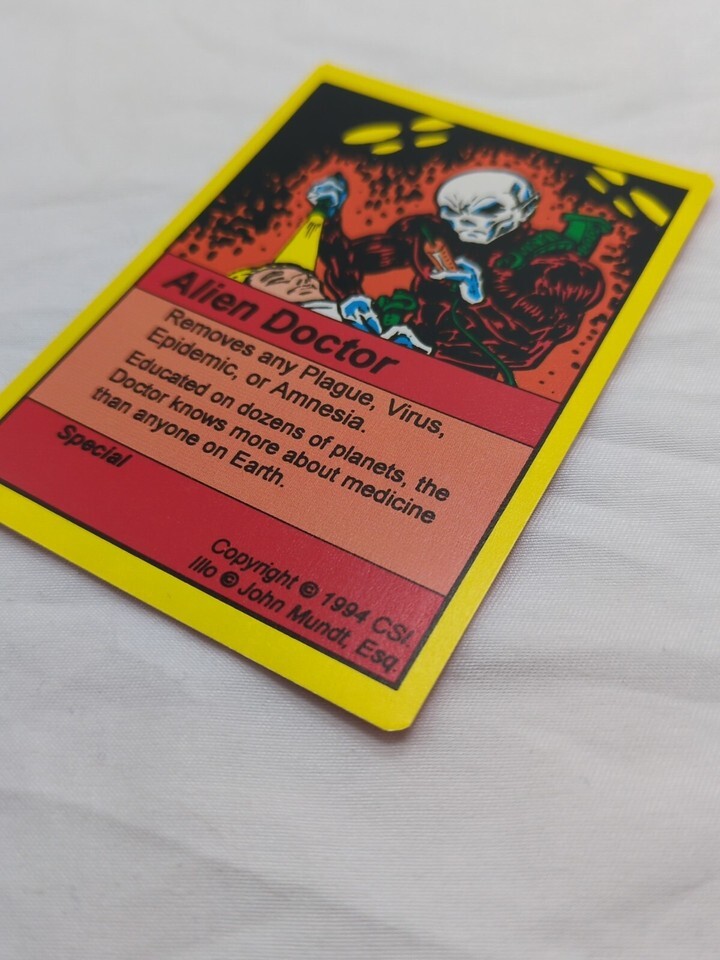 Alien Doctor
Removes any Plague, Virus,
Epidemic, or Amnesia.
Educated on dozens of planets, the
Doctor knows more about medicine
than anyone on Earth.
Special
Copyright © 1994 CSI.
Illo © John Mundt, Esq.